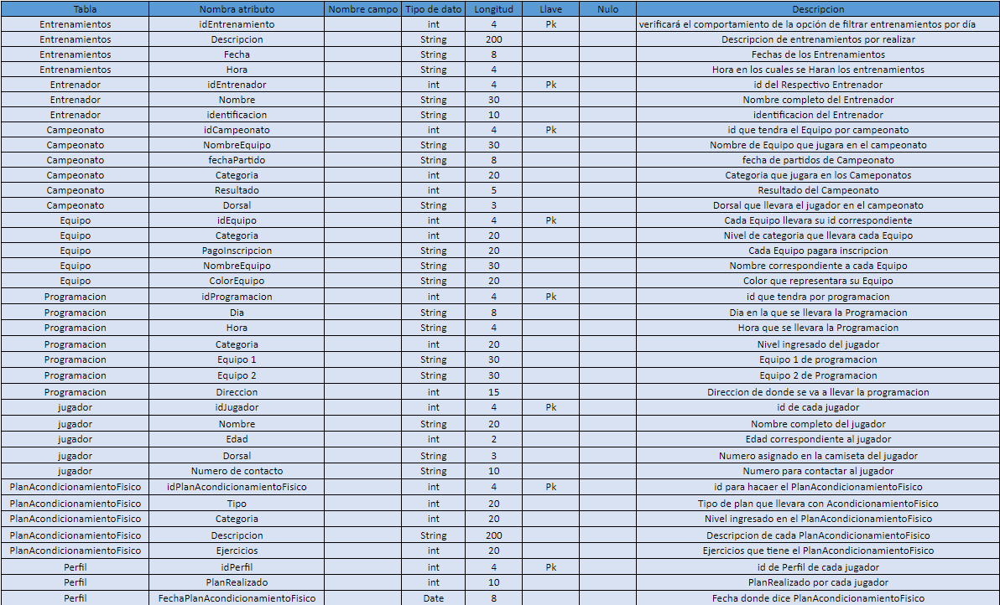 Tabla Nombra atributo Nombre campo Tipo de dato Longitud Llave Nulo Descripcion
Entrenamientos idEntrenamiento int 4 Pk verificará el comportamiento de la opción de filtrar entrenamientos por día
Entrenamientos Descripcion String 200 Descripcion de entrenamientos por realizar
Entrenamientos Fecha String 8 Fechas de los Entrenamientos
Entrenamientos Hora String 4 Hora en los cuales se Haran los entrenamientos
Entrenador idEntrenador int 4 Pk id del Respectivo Entrenador
Entrenador Nombre String 30 Nombre completo del Entrenador
Entrenador identificacion String 10 identificacion del Entrenador
Campeonato idCampeonato int 4 Pk id que tendra el Equipo por campeonato
Campeonato NombreEquipo String 30 Nombre de Equipo que jugara en el campeonato
Campeonato fechaPartido String 8 fecha de partidos de Campeonato
Campeonato Categoria int 20 Categoria que jugara en los Cameponatos
Campeonato Resultado int 5 Resultado del Campeonato
Campeonato Dorsal String 3 Dorsal que llevara el jugador en el campeonato
Equipo idEquipo int 4 Pk Cada Equipo llevara su id correspondiente
Equipo Categoria int 20 Nivel de categoria que llevara cada Equipo
Equipo PagoInscripcion String 20 Cada Equipo pagara inscripcion
Equipo NombreEquipo String 30 Nombre correspondiente a cada Equipo
Equipo ColorEquipo String 20 Color que representara su Equipo
Programacion idProgramacion int 4 Pk id que tendra por programacion
Programacion Dia String 8 Dia en la que se llevara la Programacion
Programacion Hora String 4 Hora que se llevara la Programacion
Programacion Categoria int 20 Nivel ingresado del jugador
Programacion Equipo 1 String 30 Equipo 1 de programacion
Programacion Equipo 2 String 30 Equipo 2 de Programacion
Programacion Direccion int 15 Direccion de donde se va a llevar la programacion
jugador idJugador int 4 Pk id de cada jugador
jugador Nombre String 20 Nombre completo del jugador
jugador Edad int 2 Edad correspondiente al jugador
jugador Dorsal String 3 Numero asignado en la camiseta del jugador
jugador Numero de contacto String 10 Numero para contactar al jugador
PlanAcondicionamientoFisico idPlanAcondicionamientoFisico int 4 Pk id para hacaer el PlanAcondicionamientoFisico
PlanAcondicionamientoFisico Tipo int 20 Tipo de plan que llevara con AcondicionamientoFisico
PlanAcondicionamientoFisico Categoria int 20 Nivel ingresado en el PlanAcondicionamientoFisico
PlanAcondicionamientoFisico Descripcion String 200 Descripcion de cada PlanAcondicionamientoFisico
PlanAcondicionamientoFisico Ejercicios int 20 Ejercicios que tiene el PlanAcondicionamientoFisico
Perfil idPerfil int 4 Pk id de Perfil de cada jugador
Perfil PlanRealizado int 10 PlanRealizado por cada jugador
Perfil FechaPlanAcondicionamientoFisico Date 8 Fecha donde dice PlanAcondicionamientoFisico